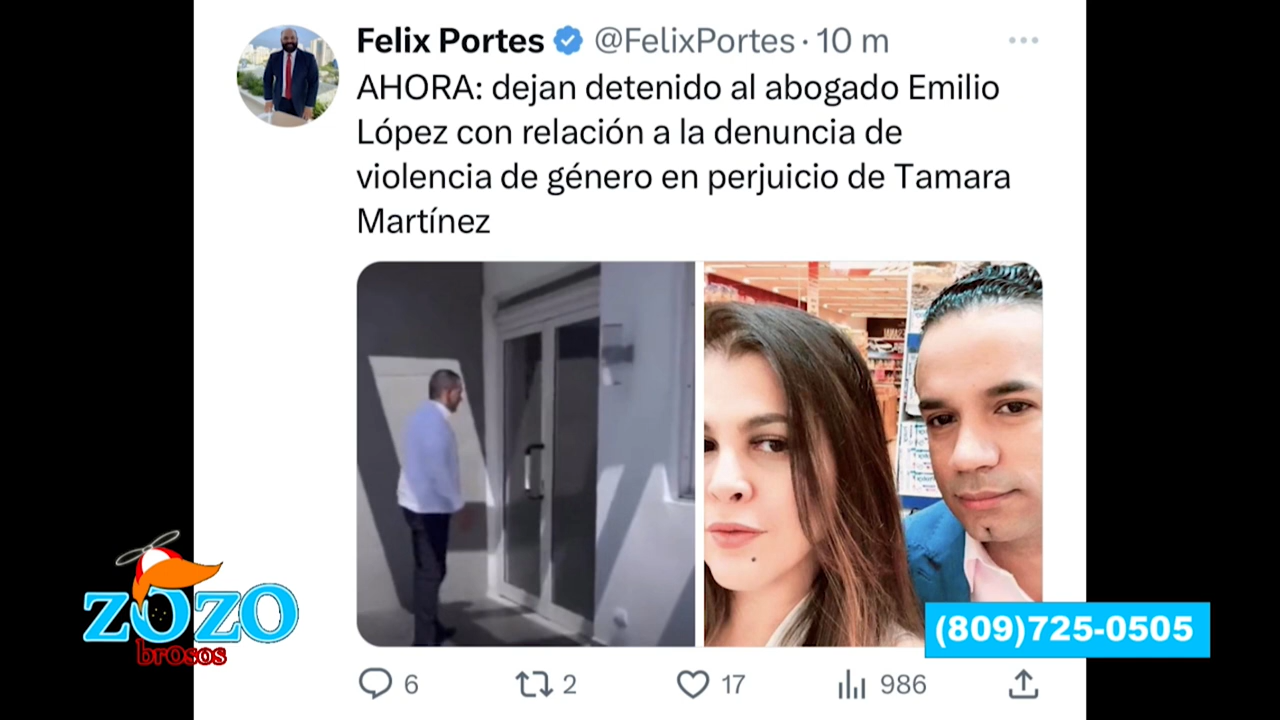 Felix Portes @FelixPortes · 10 m
AHORA: dejan detenido al abogado Emilio
López con relación a la denuncia de
violencia de género en perjuicio de Tamara
Martínez
ZOZO
brosos
(809)725-0505
6 2 17 986